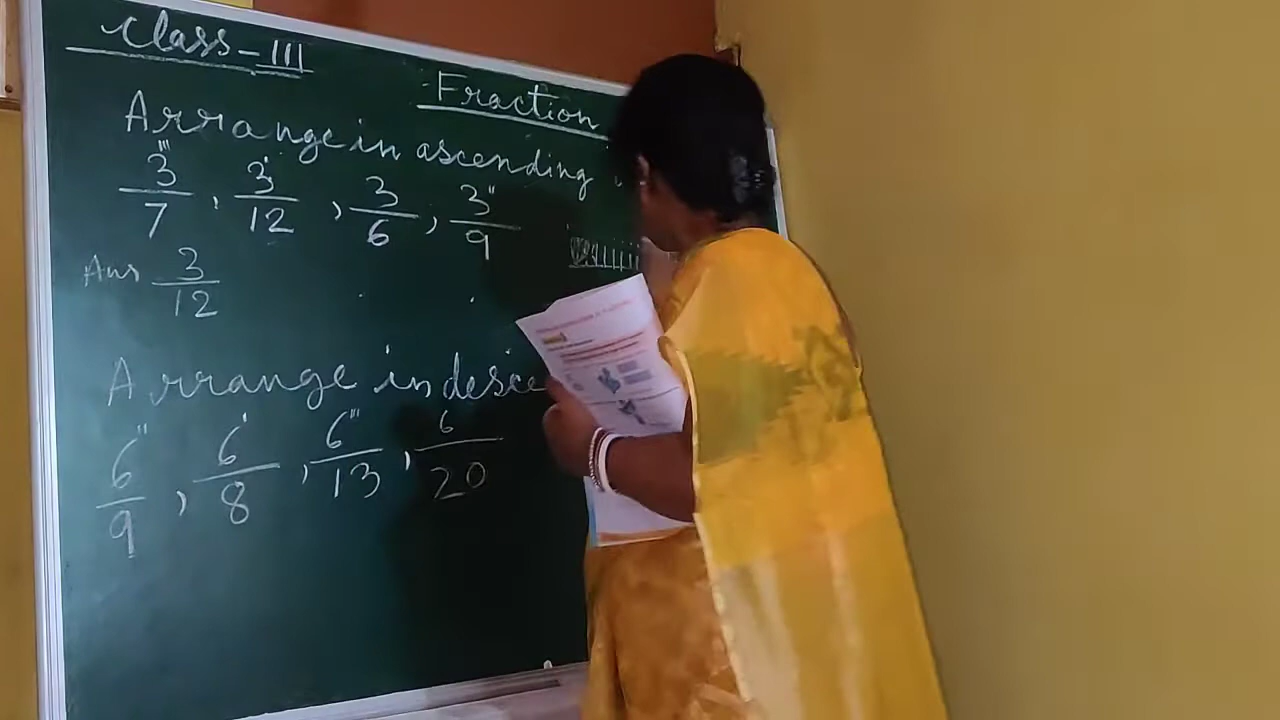 Class - III
Fraction
Arrange in ascending
3''' / 7 , 3' / 12 , 3 / 6 , 3'' / 9
Ans 3 / 12
Arrange in desce
6'' / 9 , 6' / 8 , 6''' / 13 , 6 / 20